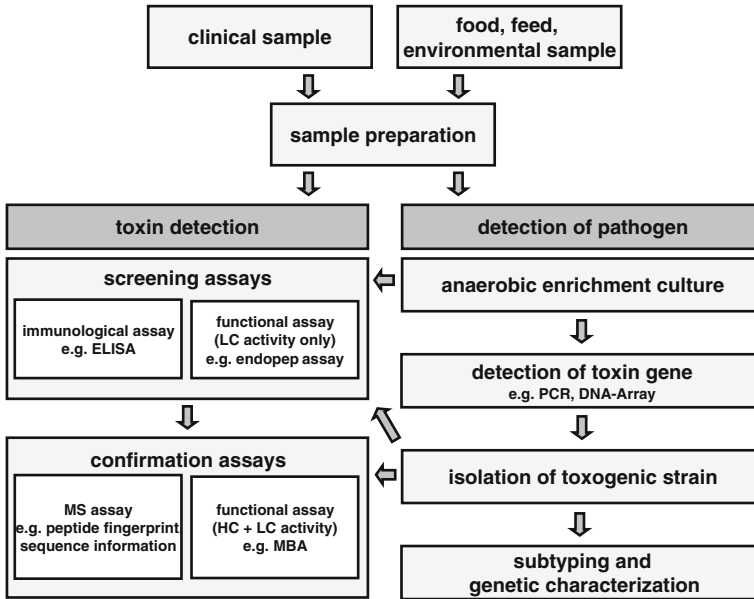 clinical sample
food, feed,
environmental sample
sample preparation
toxin detection
detection of pathogen
screening assays
immunological assay
e.g. ELISA
functional assay
(LC activity only)
e.g. endopep assay
anaerobic enrichment culture
detection of toxin gene
e.g. PCR, DNA-Array
confirmation assays
MS assay
e.g. peptide fingerprint
sequence information
functional assay
(HC + LC activity)
e.g. MBA
isolation of toxogenic strain
subtyping and
genetic characterization